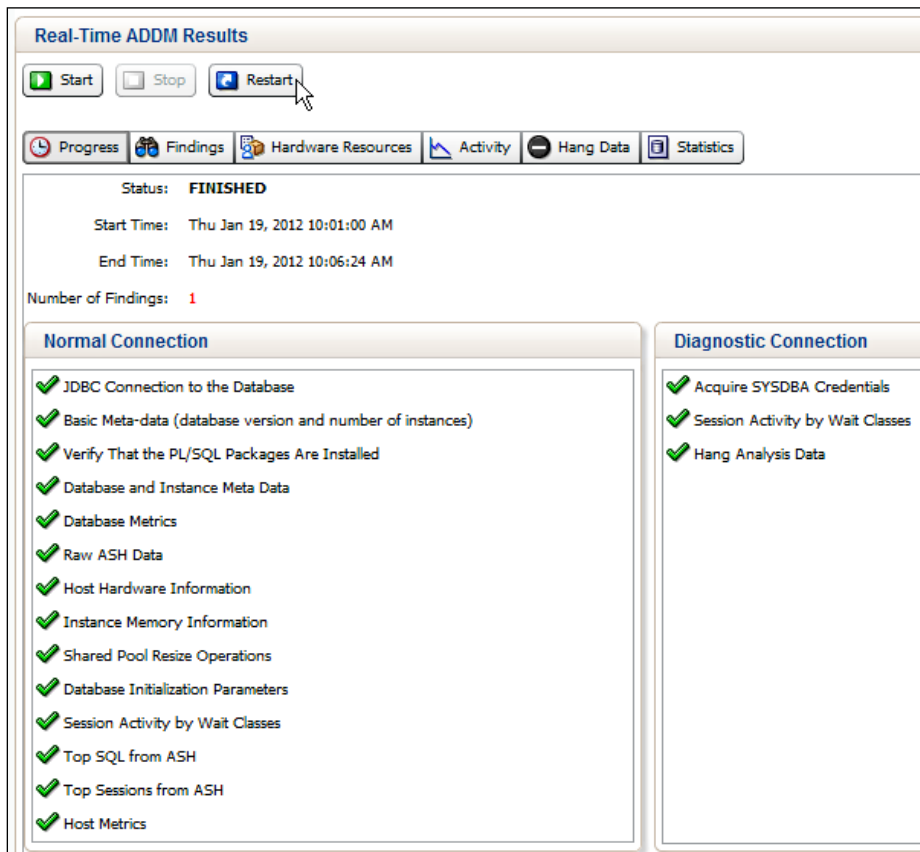 Real-Time ADDM Results
Start Stop Restart
Progress Findings Hardware Resources Activity Hang Data Statistics
Status: FINISHED
Start Time: Thu Jan 19, 2012 10:01:00 AM
End Time: Thu Jan 19, 2012 10:06:24 AM
Number of Findings: 1
Normal Connection
JDBC Connection to the Database
Basic Meta-data (database version and number of instances)
Verify That the PL/SQL Packages Are Installed
Database and Instance Meta Data
Database Metrics
Raw ASH Data
Host Hardware Information
Instance Memory Information
Shared Pool Resize Operations
Database Initialization Parameters
Session Activity by Wait Classes
Top SQL from ASH
Top Sessions from ASH
Host Metrics
Diagnostic Connection
Acquire SYSDBA Credentials
Session Activity by Wait Classes
Hang Analysis Data